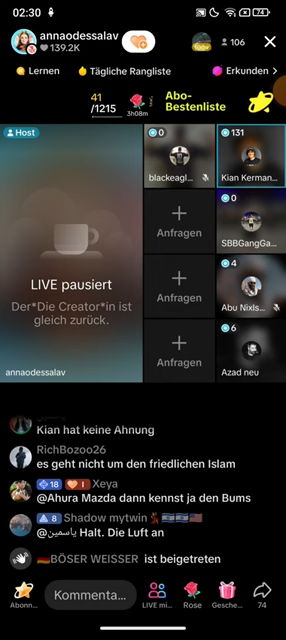 02:30
74
annaodessalav
139.2K
106
Lernen
Tägliche Rangliste
Erkunden >
41
/1215
3h08m
Abo-
Bestenliste
Host
0
131
blackeagl...
Kian Kerman...
LIVE pausiert
Der*Die Creator*in ist
gleich zurück.
annaodessalav
+
Anfragen
0
SBBGangGa...
+
Anfragen
4
Abu Nixls...
+
Anfragen
6
Azad neu
Kian hat keine Ahnung
RichBozoo26
es geht nicht um den friedlichen Islam
18 1 Xeya
@Ahura Mazda dann kennst ja den Bums
8 Shadow mytwin
@یاسمین Halt. Die Luft an
BÖSER WEISSER ist beigetreten
Kommenta...
Abonn...
LIVE mi...
Rose
Gesche...
74